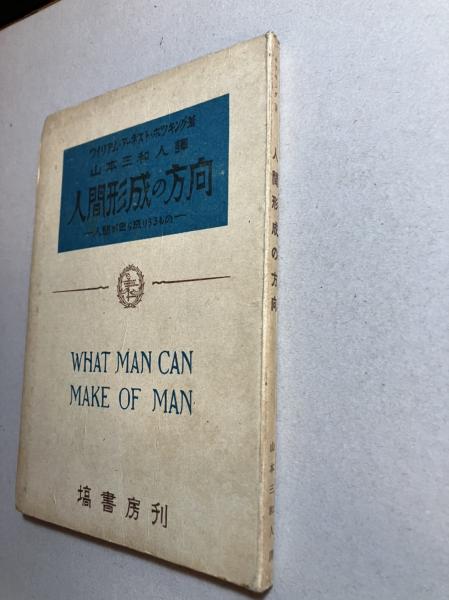 ウイリアム・アーネスト・ホツキング著
山本三和人譯
人間形成の方向
WHAT MAN CAN
MAKE OF MAN
塙書房刊
人間形成の方向
山本三和人譯